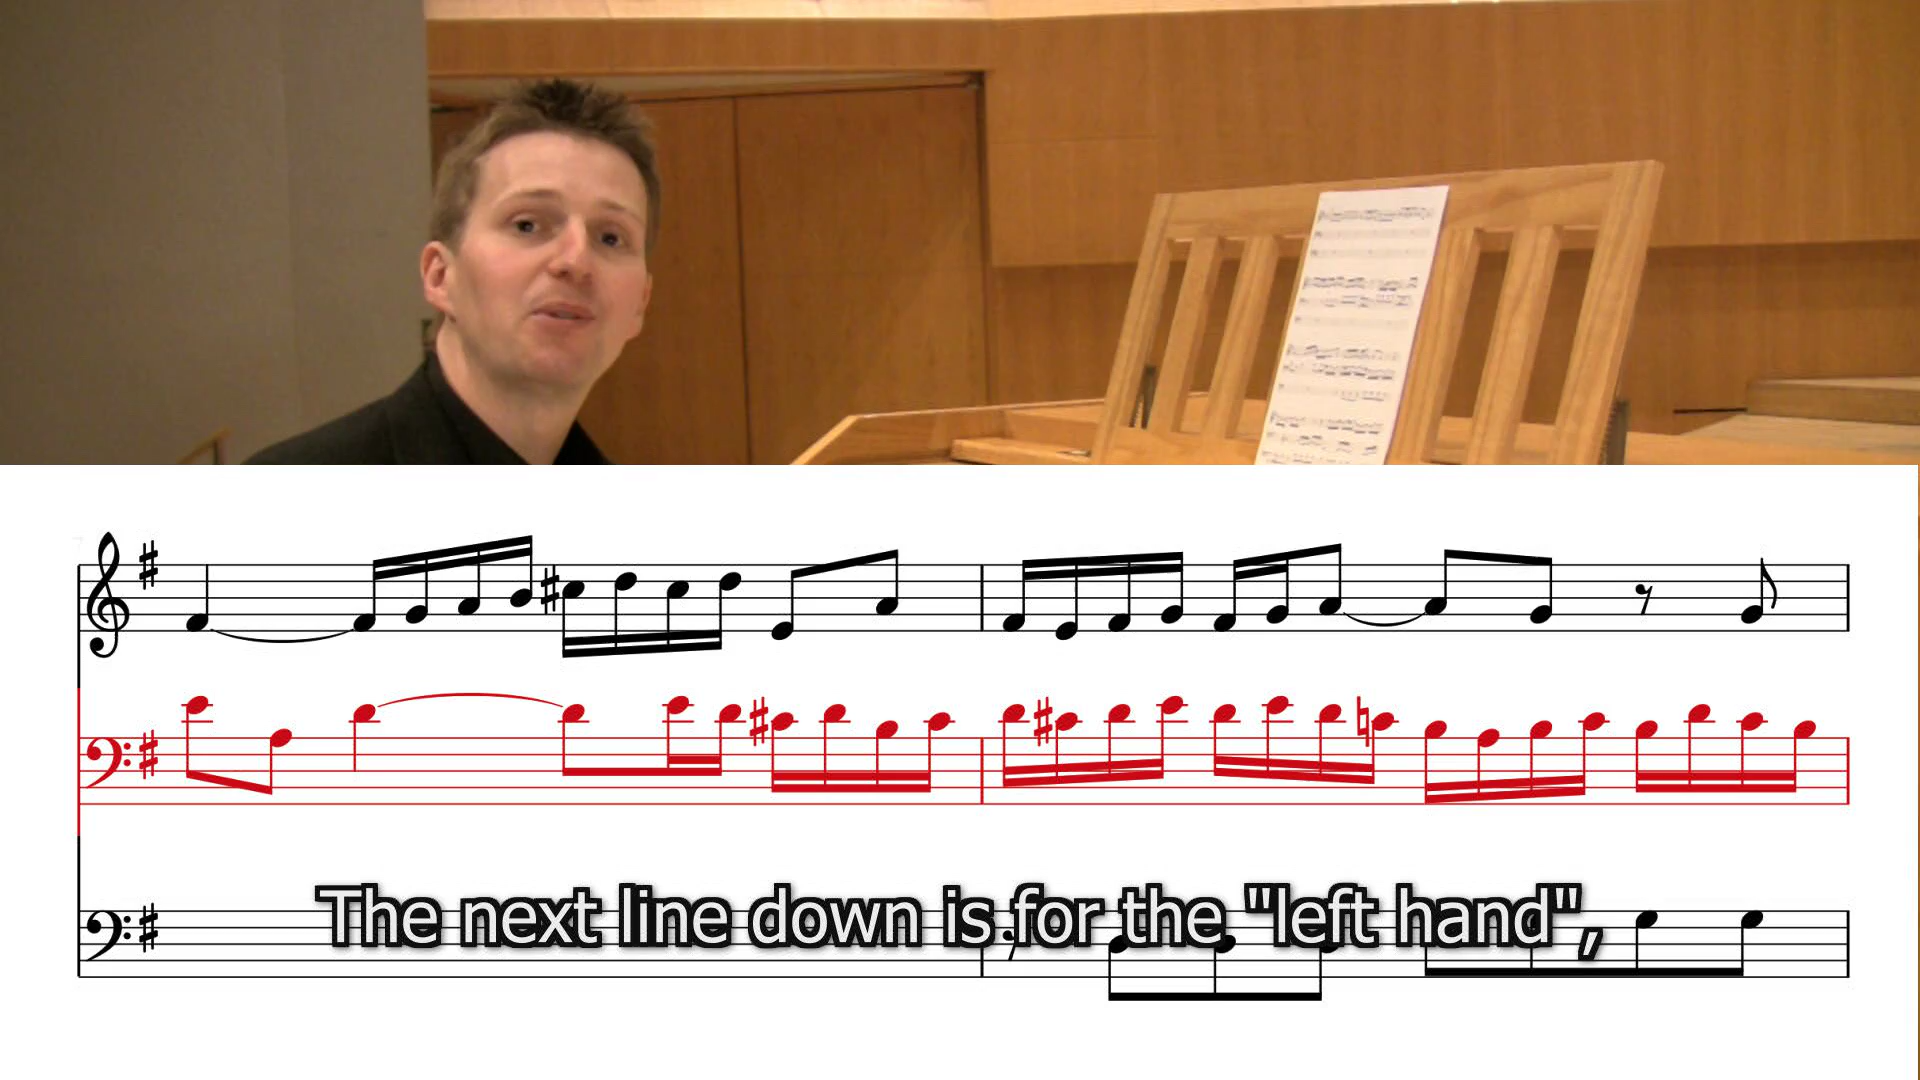 The next line down is for the "left hand",